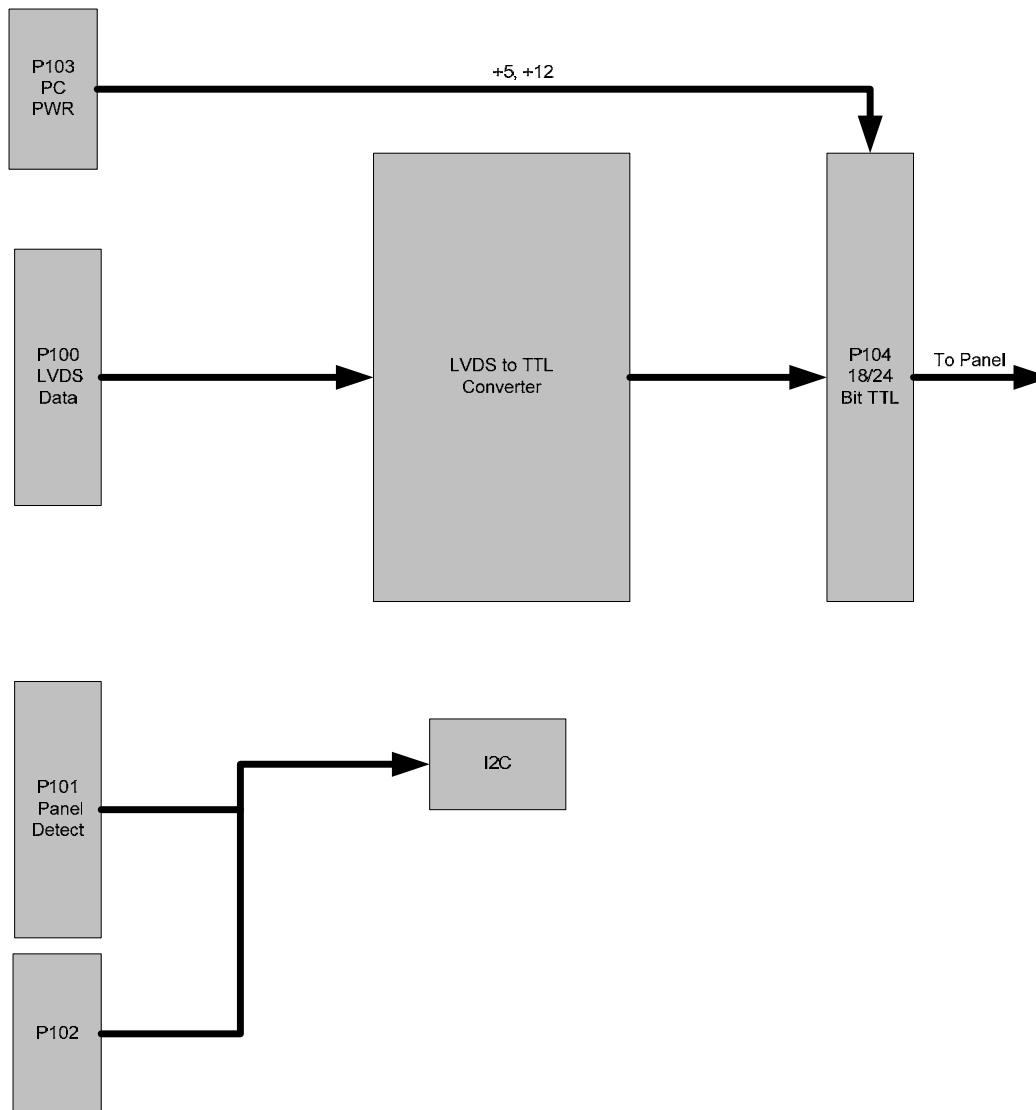 P103
PC
PWR
+5, +12
P100
LVDS
Data
LVDS to TTL
Converter
P104
18/24
Bit TTL
To Panel
P101
Panel
Detect
I2C
P102